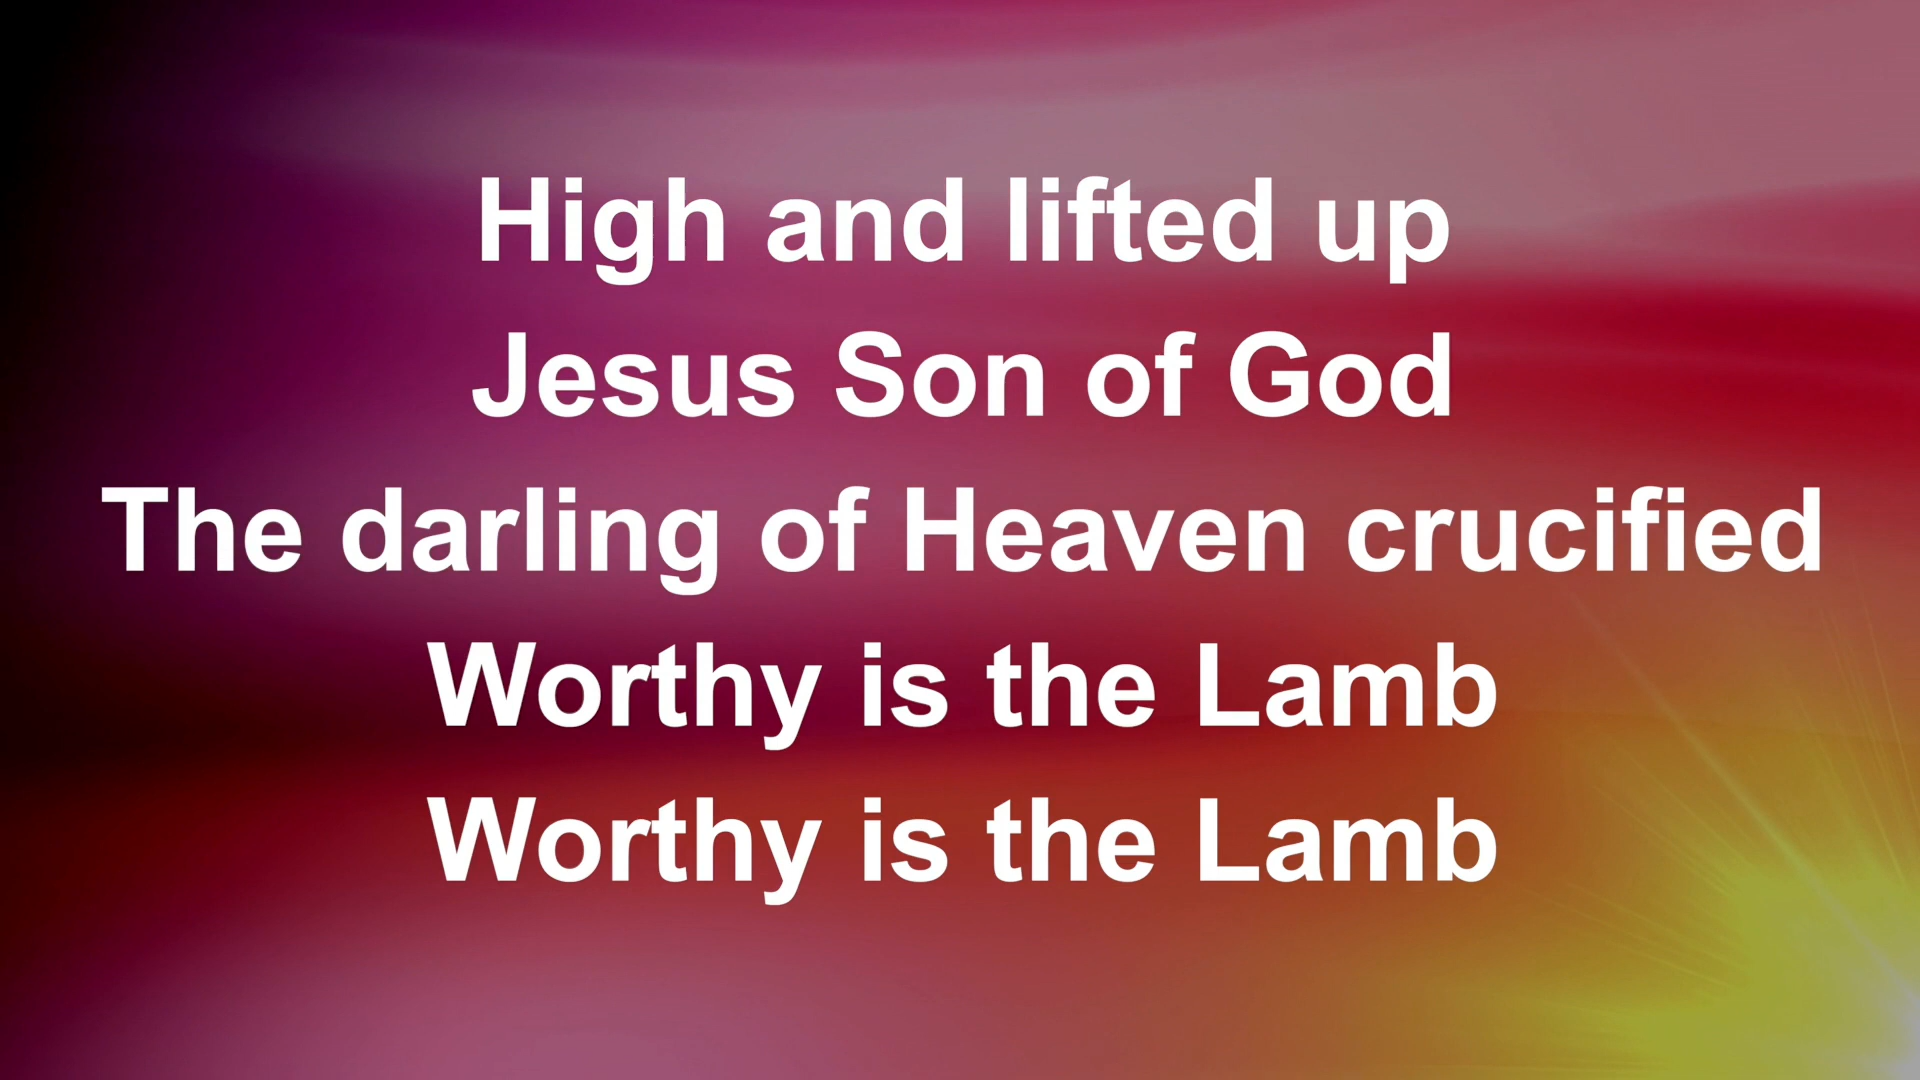 High and lifted up
Jesus Son of God
The darling of Heaven crucified
Worthy is the Lamb
Worthy is the Lamb